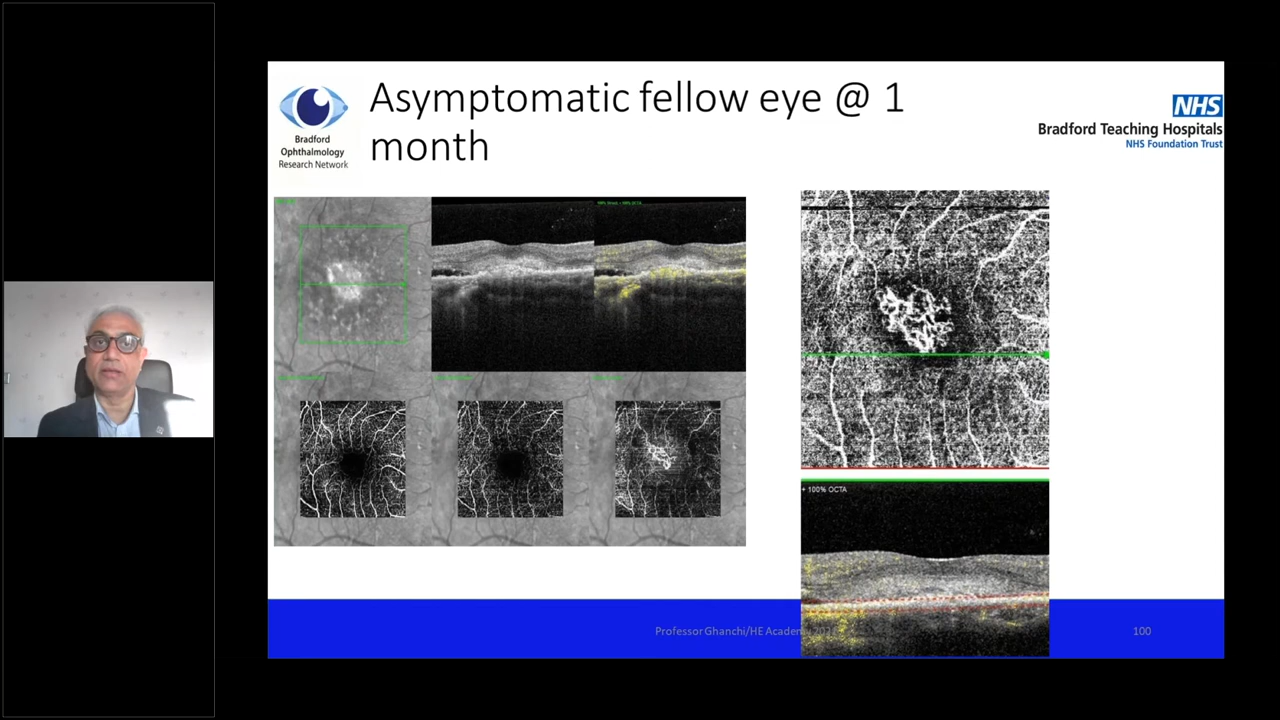 Asymptomatic fellow eye @ 1
month
Bradford
Ophthalmology
Research Network
NHS
Bradford Teaching Hospitals
NHS Foundation Trust
+ 100% OCTA
Professor Ghanchi/HE Academy
100